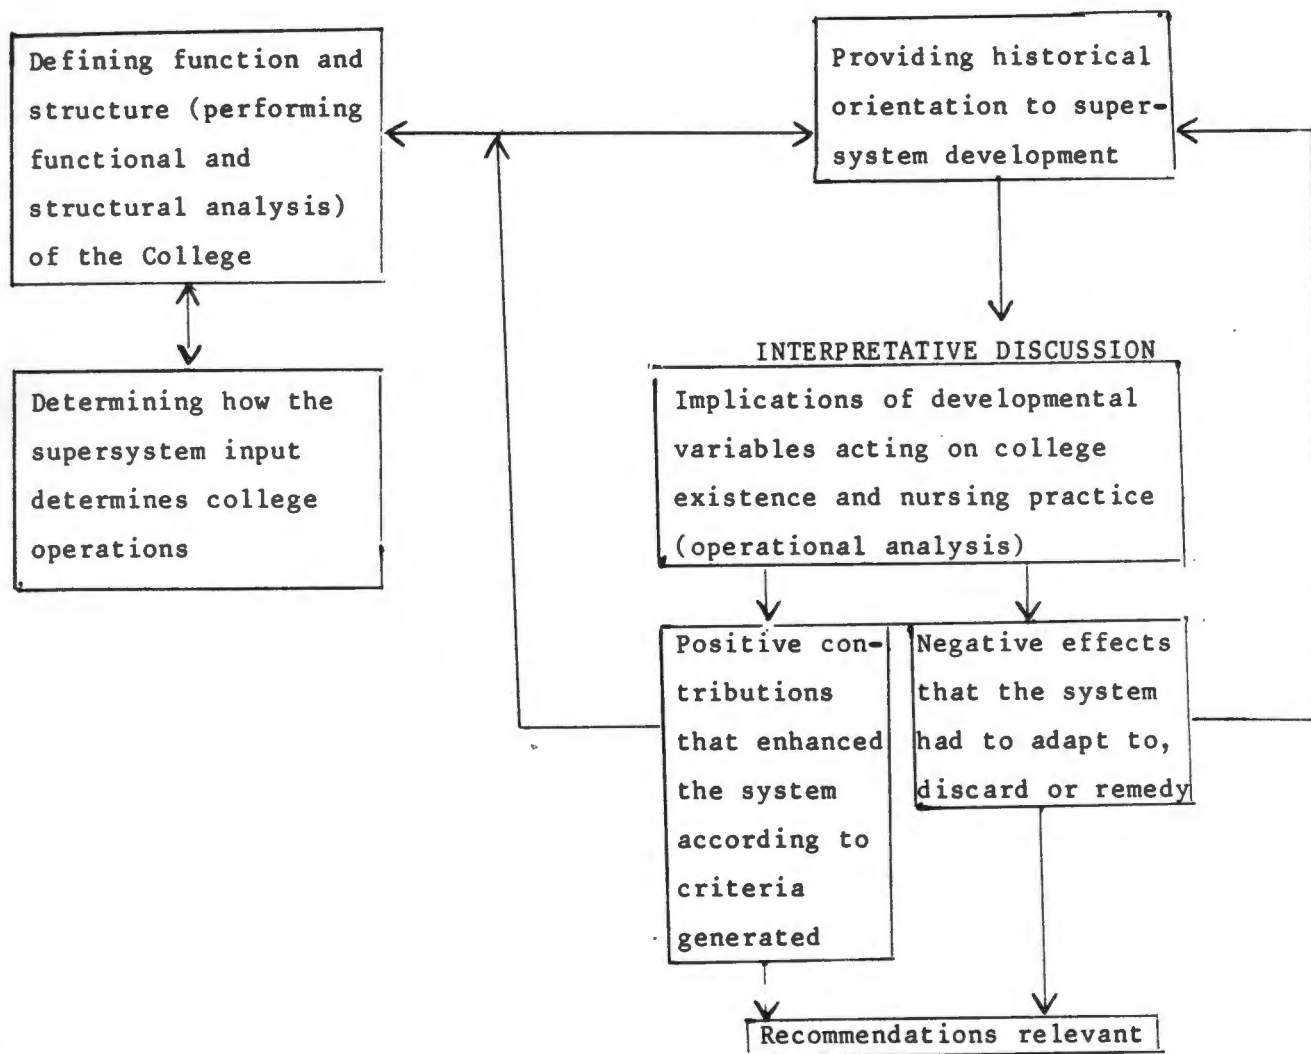 Defining function and
structure (performing
functional and
structural analysis)
of the College
Determining how the
supersystem input
determines college
operations
Providing historical
orientation to super-
system development
INTERPRETATIVE DISCUSSION
Implications of developmental
variables acting on college
existence and nursing practice
(operational analysis)
Positive con-
tributions
that enhanced
the system
according to
criteria
generated
Negative effects
that the system
had to adapt to,
discard or remedy
Recommendations relevant